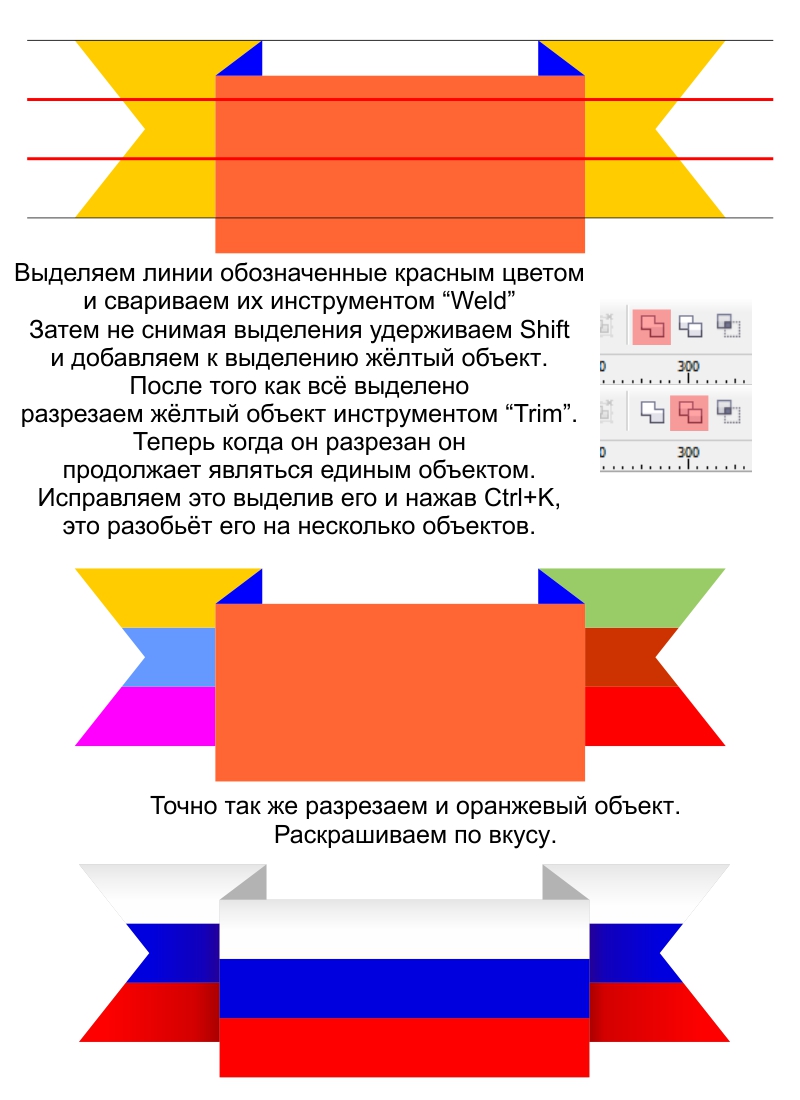 Выделяем линии обозначенные красным цветом
и свариваем их инструментом “Weld”
Затем не снимая выделения удерживаем Shift
и добавляем к выделению жёлтый объект.
После того как всё выделено
разрезаем жёлтый объект инструментом “Trim”.
Теперь когда он разрезан он
продолжает являться единым объектом.
Исправляем это выделив его и нажав Ctrl+K,
это разобьёт его на несколько объектов.
0 300
0 300
Точно так же разрезаем и оранжевый объект.
Раскрашиваем по вкусу.